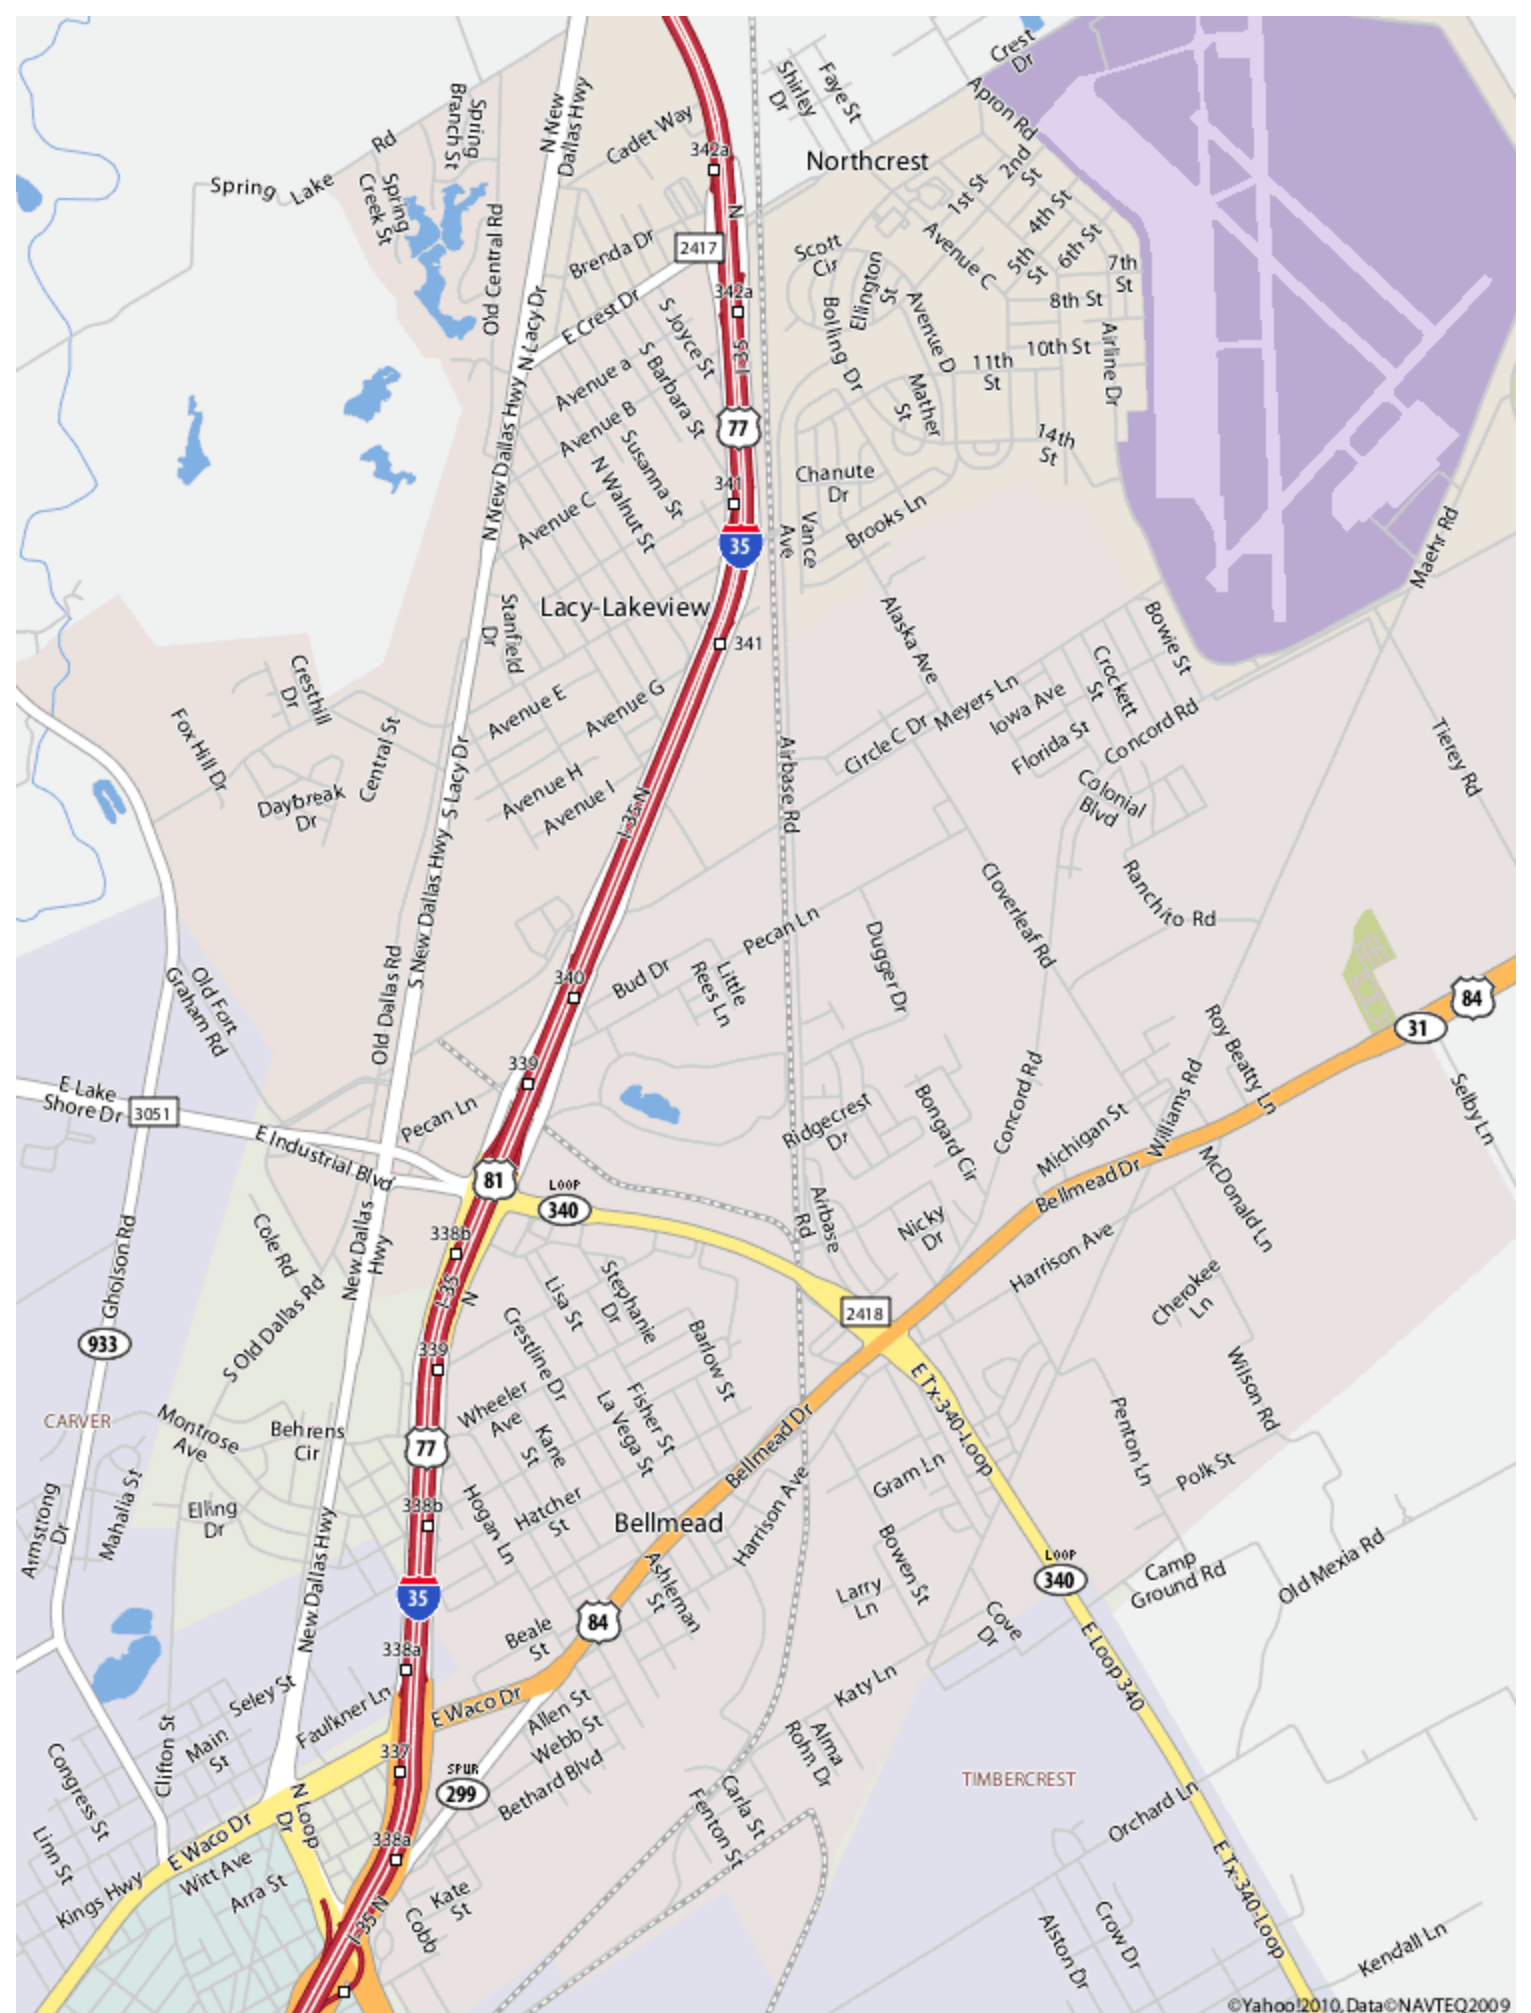 Crest
Dr
Shirley
Dr
Faye St
Apron Rd
N New
Dallas Hwy
Spring
Branch St
Cadet Way
Rd
342a
Northcrest
2nd
St
Spring
Lake
Spring
Creek St
1st St
4th St
N
Old Central Rd
Brenda Dr
2417
Scott
Cir
Ellington
St
Avenue C
5th
St
6th St
7th
St
342a
8th St
N Lacy Dr
E Crest Dr
S Joyce St
I-35
Bolling Dr
Avenue D
10th St
Airline Dr
11th
St
Avenue a
S Barbara St
Mather
St
N New Dallas Hwy
Avenue B
77
14th
St
Susanna St
N Walnut St
341
Chanute
Dr
Avenue C
35
Vance
Ave
Brooks Ln
Maehr Rd
Stanfield
Dr
Lacy-Lakeview
341
Alaska Ave
Bowie St
Crockett
St
Cresthill
Dr
Avenue E
Avenue G
Meyers Ln
Iowa Ave
Fox Hill Dr
Central St
Circle C Dr
Florida St
Concord Rd
Tierey Rd
S Lacy Dr
Airbase Rd
Daybreak
Dr
Avenue H
Avenue I
I-35 N
Colonial
Blvd
S New Dallas Hwy
Cloverleaf Rd
Ranchito Rd
Pecan Ln
Dugger Dr
Old Fort
Graham Rd
Old Dallas Rd
340
Bud Dr
Little
Rees Ln
84
31
Roy Beatty Ln
339
E Lake
Shore Dr
3051
Pecan Ln
Ridgecrest
Dr
Bongard Cir
Concord Rd
Michigan St
Williams Rd
Selby Ln
E Industrial Blvd
81
LOOP
340
Bellmead Dr
McDonald Ln
Airbase
Rd
Nicky
Dr
Gholson Rd
Cole Rd
New Dallas
Hwy
338b
Harrison Ave
I-35
N
Lisa St
Stephanie
Dr
Cherokee
Ln
933
S Old Dallas Rd
2418
339
Crestline Dr
Barlow St
Wilson Rd
E Tx-340-Loop
CARVER
Montrose
Ave
Behrens
Cir
77
Wheeler
Ave
Kane
St
Fisher St
La Vega St
Bellmead Dr
Penton Ln
Polk St
Gram Ln
Armstrong
Dr
Mahalia St
Elling
Dr
338b
Hogan Ln
Hatcher
St
Bellmead
Harrison Ave
New Dallas Hwy
35
84
Ashleman
St
Bowen St
Larry
Ln
LOOP
340
Camp
Ground Rd
Old Mexia Rd
Beale
St
Cove
Dr
338a
Seley St
Faulkner Ln
E Waco Dr
Katy Ln
E Loop 340
Clifton St
Main
St
Allen St
Webb St
Alma
Rohn Dr
337
SPUR
299
Bethard Blvd
TIMBERCREST
Congress St
N Loop
Dr
Carla St
Fenton St
Orchard Ln
338a
Linn St
E Waco Dr
Kings Hwy
Witt Ave
Arra St
Kate
St
Cobb
I-35 N
E Tx-340-Loop
Crow Dr
Alston Dr
Kendall Ln
©Yahoo!2010, Data©NAVTEQ2009